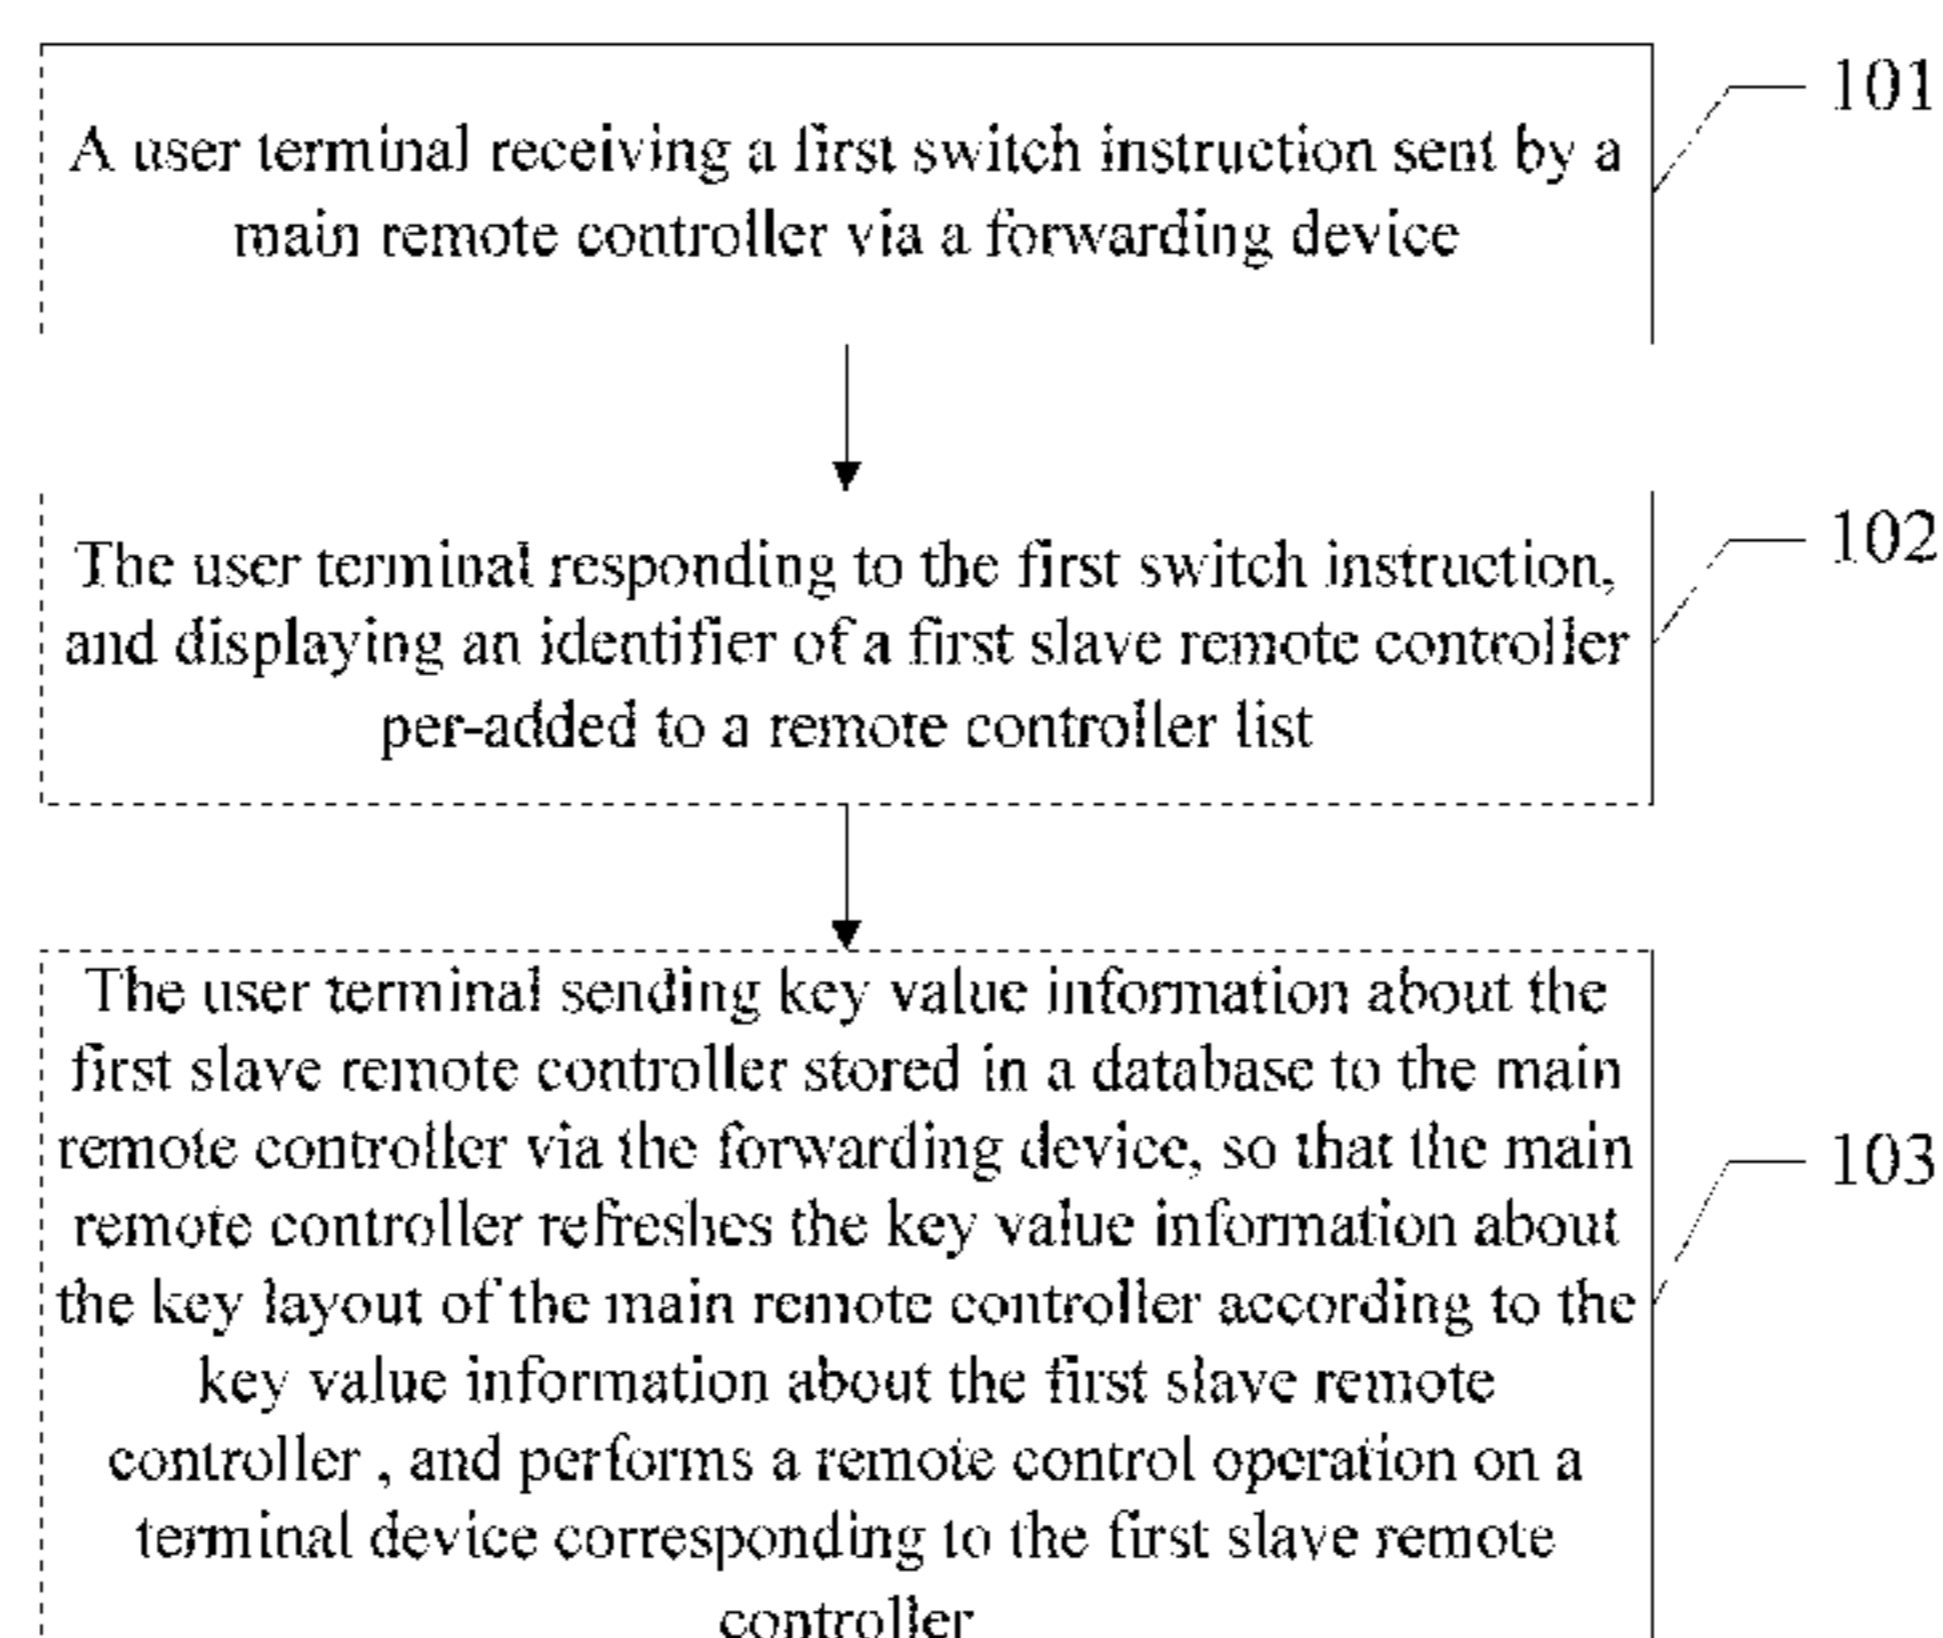 101
A user terminal receiving a first switch instruction sent by a
main remote controller via a forwarding device
102
The user terminal responding to the first switch instruction,
and displaying an identifier of a first slave remote controller
per-added to a remote controller list
The user terminal sending key value information about the
first slave remote controller stored in a database to the main
remote controller via the forwarding device, so that the main
103
remote controller refreshes the key value information about
the key layout of the main remote controller according to the
key value information about the first slave remote
controller , and performs a remote control operation on a
terminal device corresponding to the first slave remote
controller